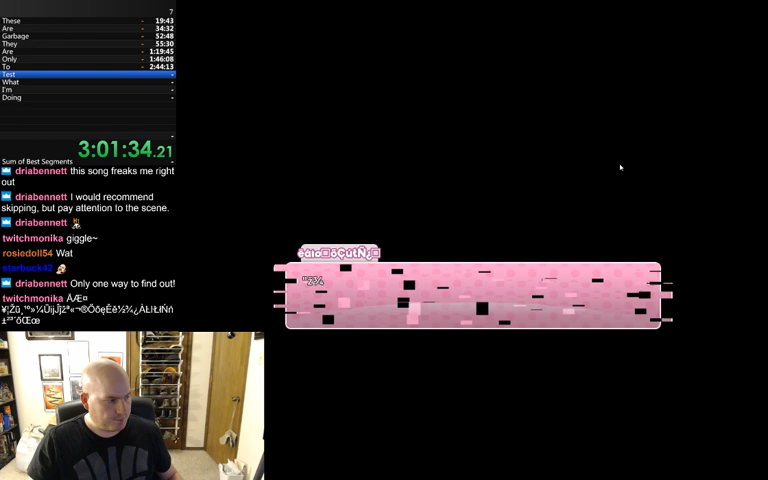 7
These - 19:43
Are - 34:32
Garbage - 52:48
They - 55:30
Are - 1:19:45
Only - 1:46:08
To - 2:44:13
Test -
What -
I'm -
Doing -
-
3:01:34.21
Sum of Best Segments -
driabennett this song freaks me right
out
driabennett I would recommend
skipping, but pay attention to the scene.
driabennett
twitchmonika giggle~
rosiedoll54 Wat
starbuck42
driabennett Only one way to find out!
twitchmonika